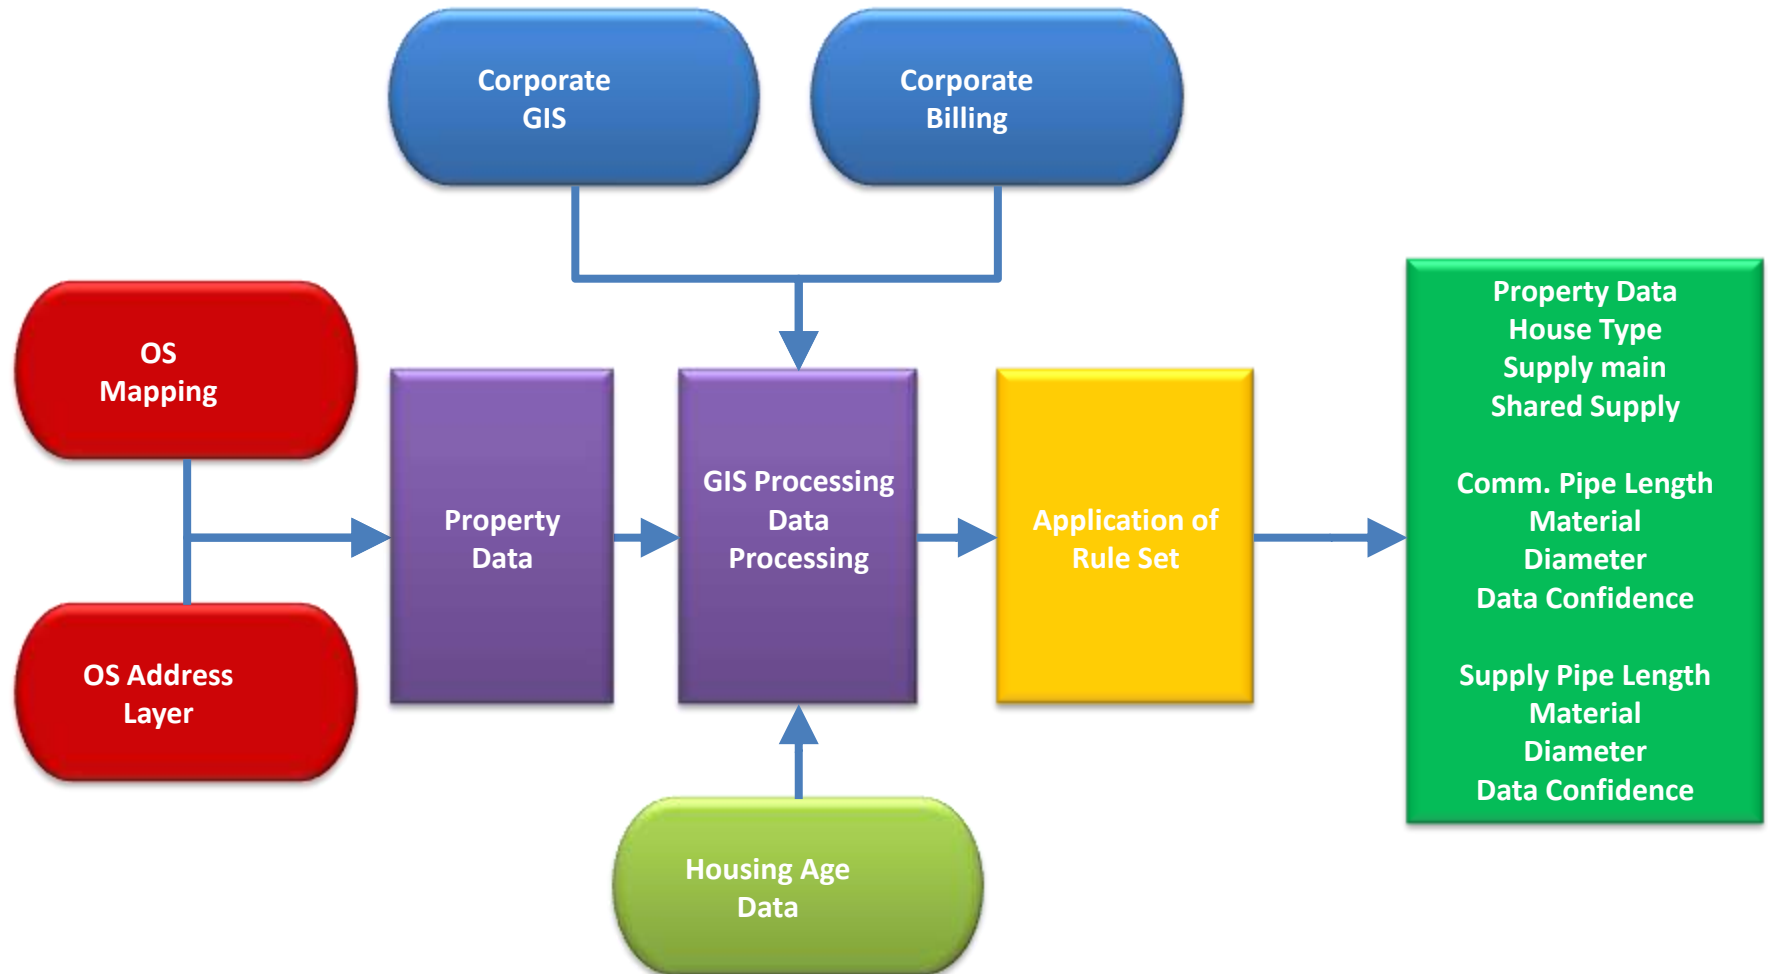 Corporate
GIS
Corporate
Billing
OS
Mapping
OS Address
Layer
Property
Data
GIS Processing
Data
Processing
Application of
Rule Set
Housing Age
Data
Property Data
House Type
Supply main
Shared Supply
Comm. Pipe Length
Material
Diameter
Data Confidence
Supply Pipe Length
Material
Diameter
Data Confidence